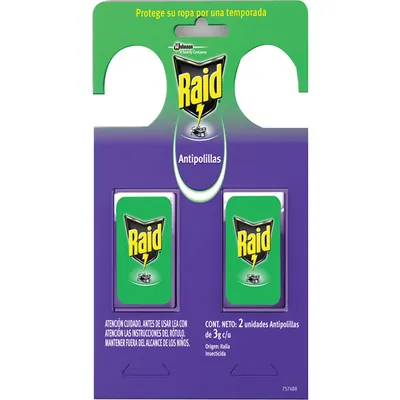 Protege su ropa por una temporada
SC Johnson
A Family Company
Raid
Antipolillas
Raid
Raid
ATENCIÓN CUIDADO. ANTES DE USAR LEA CON
ATENCIÓN LAS INSTRUCCIONES DEL RÓTULO.
MANTENER FUERA DEL ALCANCE DE LOS NIÑOS.
CONT. NETO: 2 unidades Antipolillas
de 3g c/u
Origen: Italia
Insecticida
757480